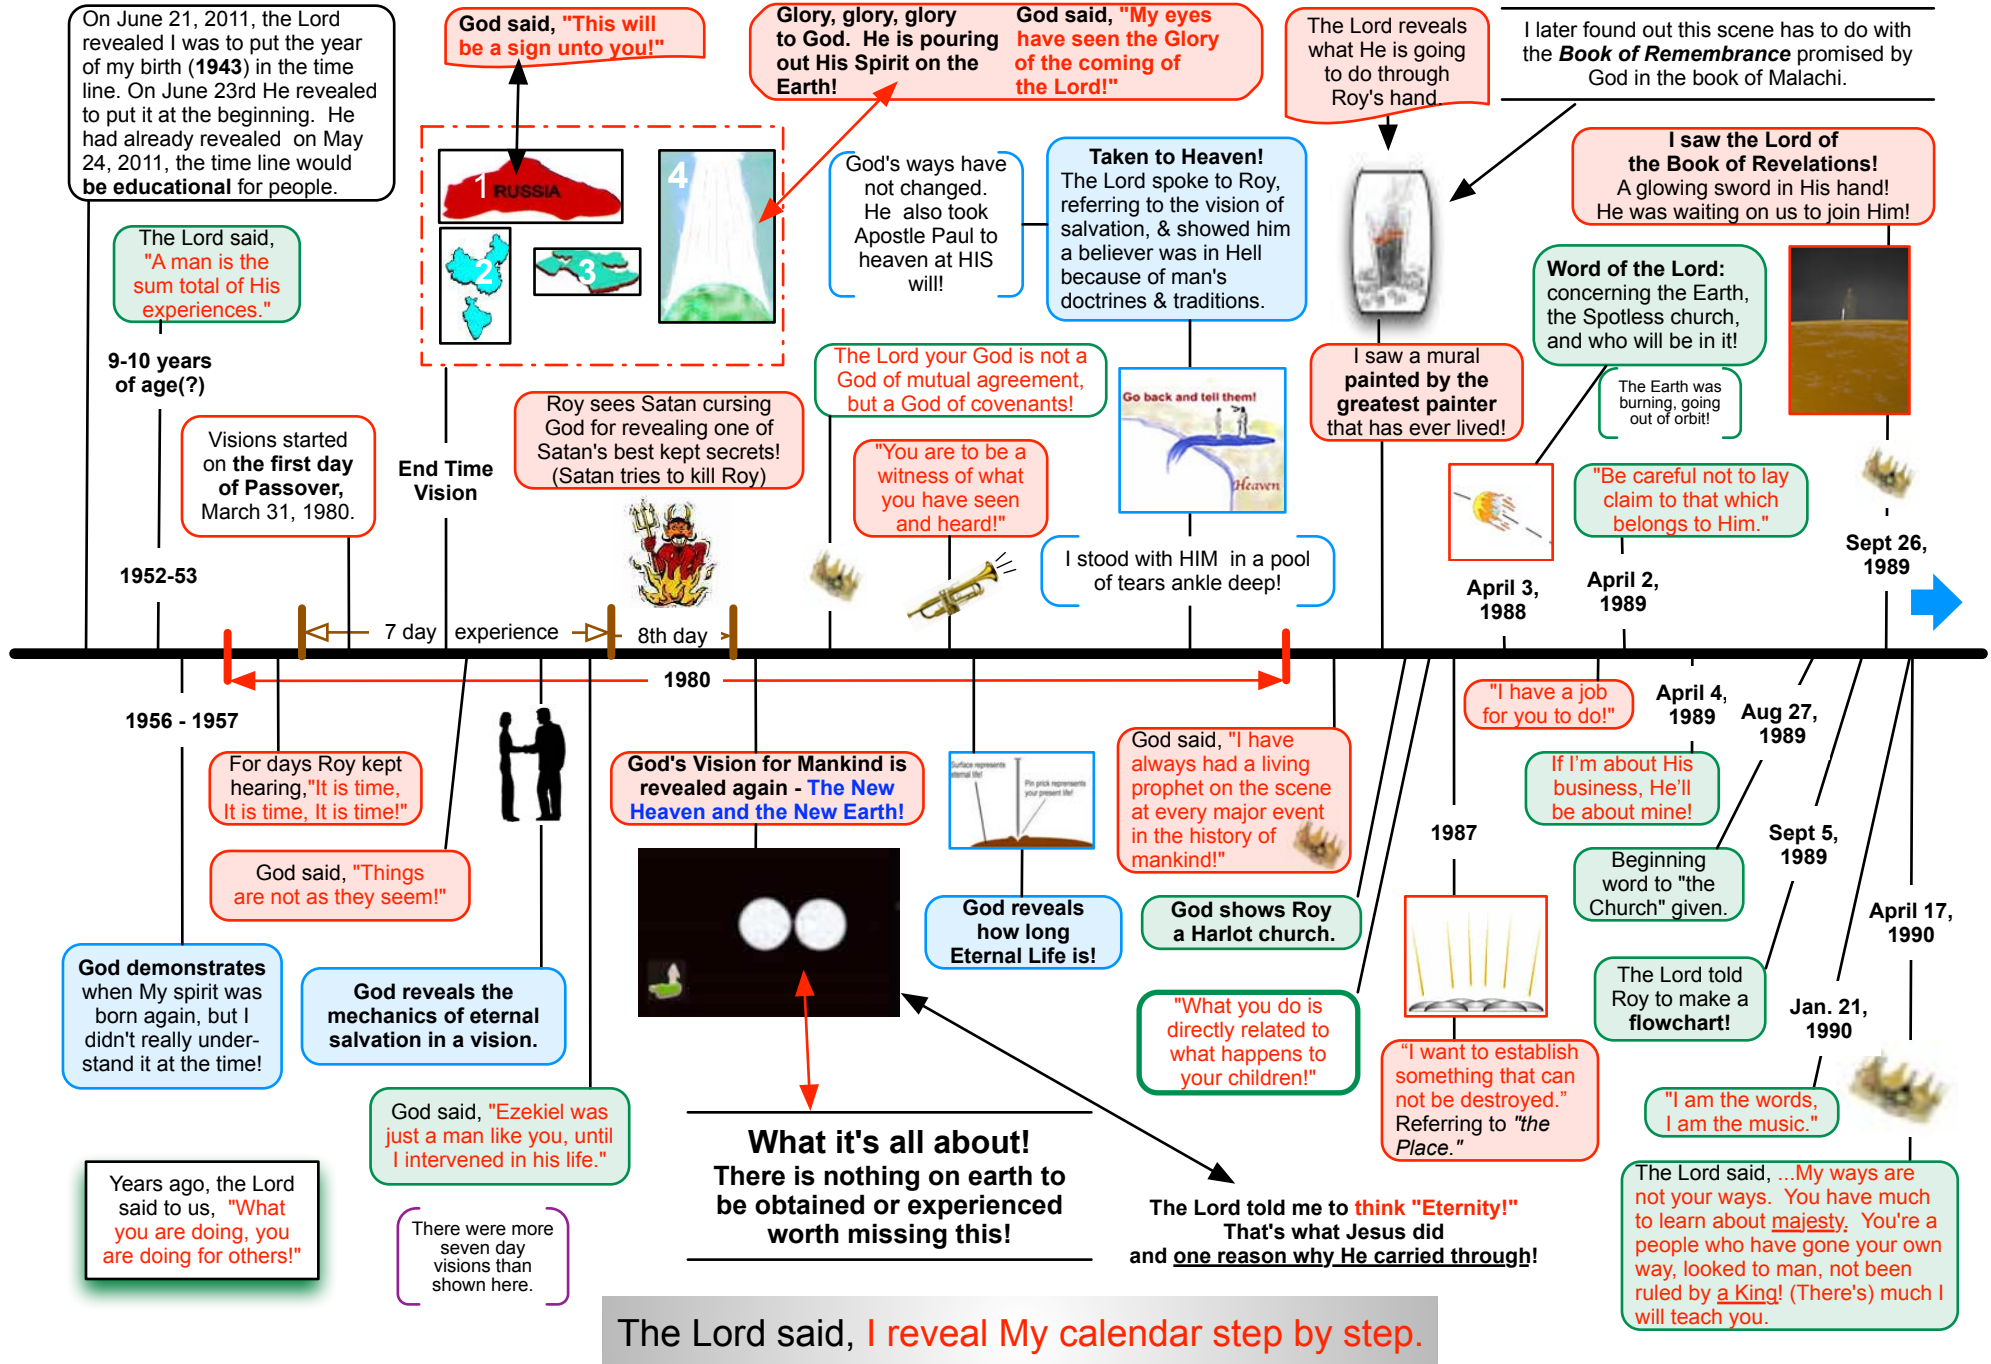 On June 21, 2011, the Lord
revealed I was to put the year
of my birth (1943) in the time
line. On June 23rd He revealed
to put it at the beginning.  He
had already revealed  on May
24, 2011, the time line would
be educational for people.
The Lord said,
"A man is the
sum total of His
experiences."
9-10 years
of age(?)
1952-53
Visions started
on the first day
of Passover,
March 31, 1980.
God said, "This will
be a sign unto you!"
1
RUSSIA
2
3
4
End Time
Vision
Glory, glory, glory
to God.  He is pouring
out His Spirit on the
Earth!
God said, "My eyes
have seen the Glory
of the coming of
the Lord!"
Roy sees Satan cursing
God for revealing one of
Satan's best kept secrets!
(Satan tries to kill Roy)
7 day
experience
8th day
God's ways have
not changed.
He  also took
Apostle Paul to
heaven at HIS
will!
Taken to Heaven!
The Lord spoke to Roy,
referring to the vision of
salvation, & showed him
a believer was in Hell
because of man's
doctrines & traditions.
The Lord your God is not a
God of mutual agreement,
but a God of covenants!
"You are to be a
witness of what
you have seen
and heard!"
Go back and tell them!
Heaven
I stood with HIM  in a pool
of tears ankle deep!
The Lord reveals
what He is going
to do through
Roy's hand.
I later found out this scene has to do with
the Book of Remembrance promised by
God in the book of Malachi.
I saw a mural
painted by the
greatest painter
that has ever lived!
I saw the Lord of
the Book of Revelations!
A glowing sword in His hand!
He was waiting on us to join Him!
Word of the Lord:
concerning the Earth,
the Spotless church,
and who will be in it!
The Earth was
burning, going
out of orbit!
"Be careful not to lay
claim to that which
belongs to Him."
April 3,
1988
April 2,
1989
Sept 26,
1989
1980
1956 - 1957
For days Roy kept
hearing,"It is time,
It is time, It is time!"
God said, "Things
are not as they seem!"
God demonstrates
when My spirit was
born again, but I
didn't really under-
stand it at the time!
God reveals the
mechanics of eternal
salvation in a vision.
God said, "Ezekiel was
just a man like you, until
I intervened in his life."
Years ago, the Lord
said to us,  "What
you are doing, you
are doing for others!"
There were more
seven day
visions than
shown here.
God's Vision for Mankind is
revealed again - The New
Heaven and the New Earth!
What it's all about!
There is nothing on earth to
be obtained or experienced
worth missing this!
Surface represents
eternal life!
Pin prick reprensents
your present life!
God reveals
how long
Eternal Life is!
God said, "I have
always had a living
prophet on the scene
at every major event
in the history of
mankind!"
God shows Roy
a Harlot church.
"What you do is
directly related to
what happens to
your children!"
The Lord told me to think "Eternity!"
That's what Jesus did
and one reason why He carried through!
1987
"I want to establish
something that can
not be destroyed."
Referring to "the
Place."
"I have a job
for you to do!"
April 4,
1989
If I'm about His
business, He'll
be about mine!
Aug 27,
1989
Beginning
word to "the
Church" given.
Sept 5,
1989
The Lord told
Roy to make a
flowchart!
Jan. 21,
1990
"I am the words,
I am the music."
April 17,
1990
The Lord said, ...My ways are
not your ways.  You have much
to learn about majesty.  You're a
people who have gone your own
way, looked to man, not been
ruled by a King! (There's) much I
will teach you.
The Lord said, I reveal My calendar step by step.